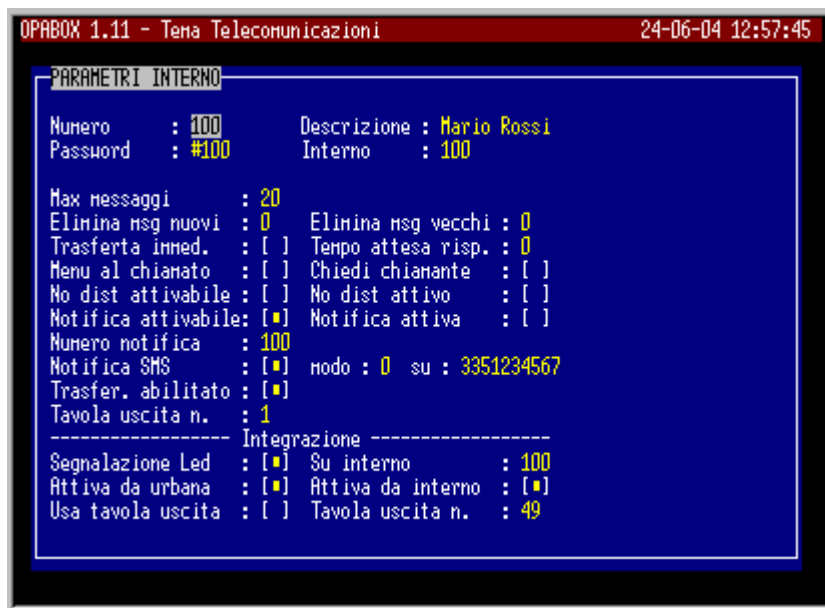 OPABOX 1.11 - Tema Telecomunicazioni 24-06-04 12:57:45
PARAMETRI INTERNO
Numero : 100 Descrizione : Mario Rossi
Password : #100 Interno : 100
Max messaggi : 20
Elimina msg nuovi : 0 Elimina msg vecchi : 0
Trasferta immed. : [ ] Tempo attesa risp. : 0
Menu al chiamato : [ ] Chiedi chiamante : [ ]
No dist attivabile : [ ] No dist attivo : [ ]
Notifica attivabile: [▪] Notifica attiva : [ ]
Numero notifica : 100
Notifica SMS : [▪] modo : 0 su : 3351234567
Trasfer. abilitato : [▪]
Tavola uscita n. : 1
------------------ Integrazione ------------------
Segnalazione Led : [▪] Su interno : 100
Attiva da urbana : [▪] Attiva da interno : [▪]
Usa tavola uscita : [ ] Tavola uscita n. : 49